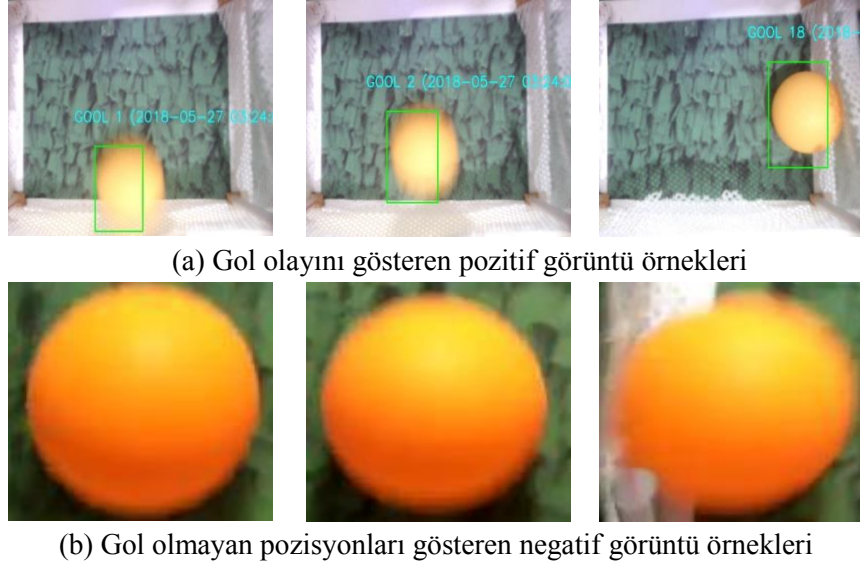 GOOL 1 (2018-05-27 03:24:
GOOL 2 (2018-05-27 03:24:
GOOL 18 (2018-
(a) Gol olayını gösteren pozitif görüntü örnekleri
(b) Gol olmayan pozisyonları gösteren negatif görüntü örnekleri